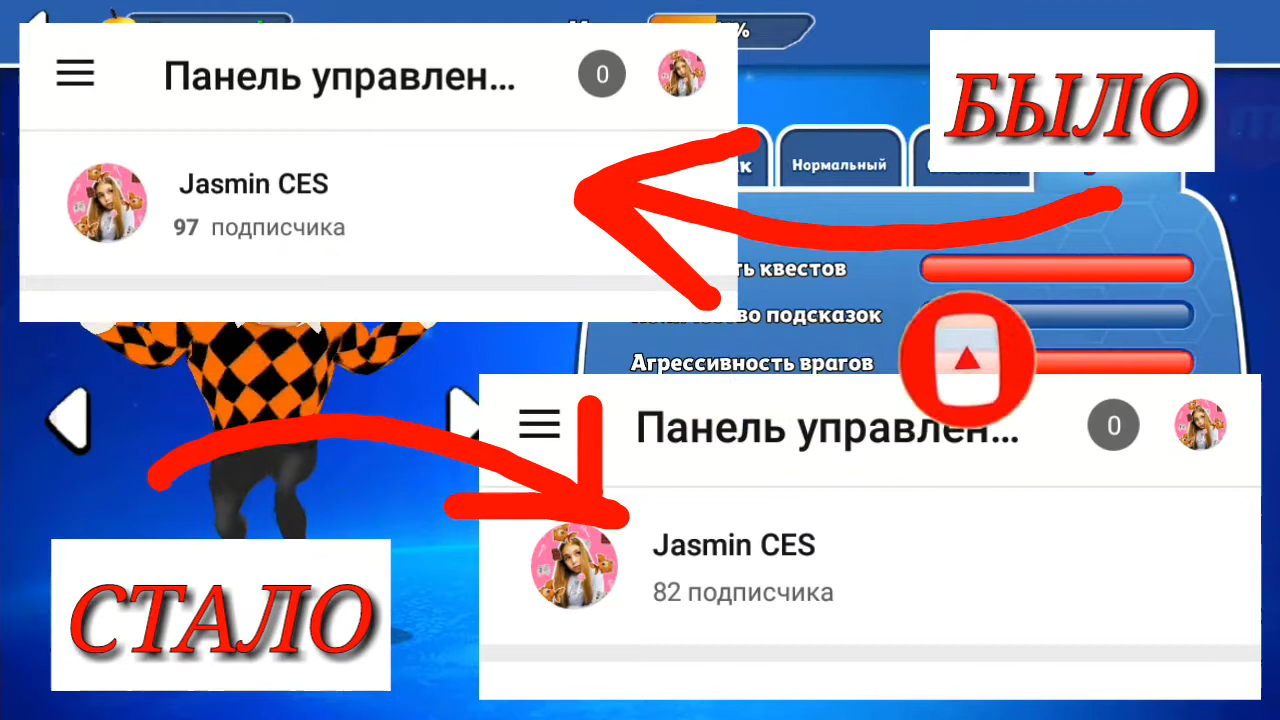 Панель управлен...
0
БЫЛО
Jasmin CES
97 подписчика
Нормальный
квестов
подсказок
Агрессивность врагов
Панель управлен...
0
Jasmin CES
82 подписчика
СТАЛО